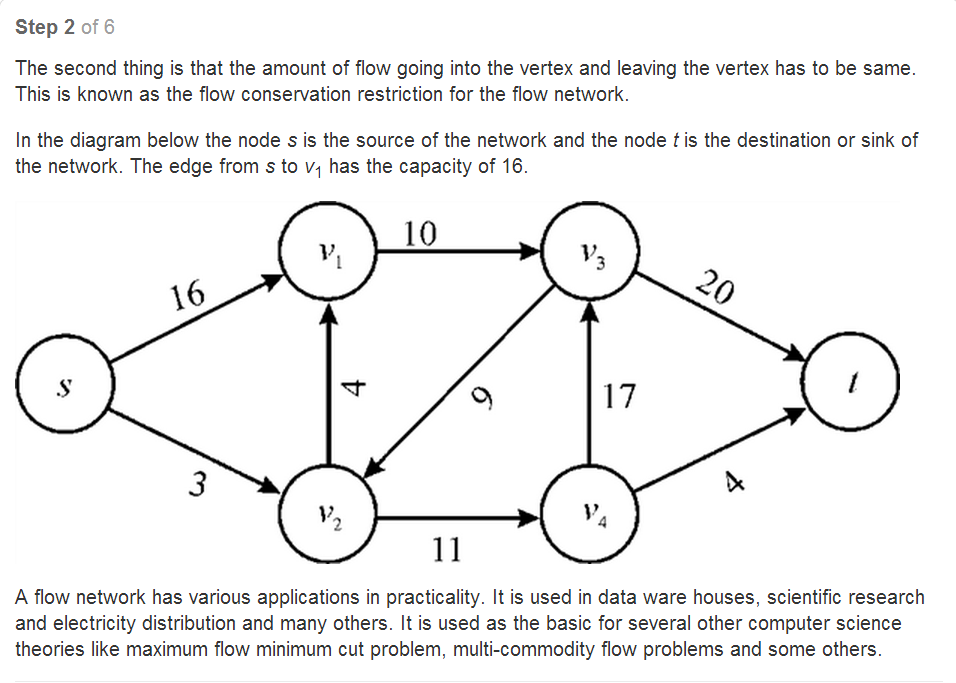 Step 2 of 6
The second thing is that the amount of flow going into the vertex and leaving the vertex has to be same.
This is known as the flow conservation restriction for the flow network.
In the diagram below the node s is the source of the network and the node t is the destination or sink of
the network. The edge from s to v₁ has the capacity of 16.
10
v₁
v₃
20
16
s
4
9
17
t
3
4
v₂
v₄
11
A flow network has various applications in practicality. It is used in data ware houses, scientific research
and electricity distribution and many others. It is used as the basic for several other computer science
theories like maximum flow minimum cut problem, multi-commodity flow problems and some others.